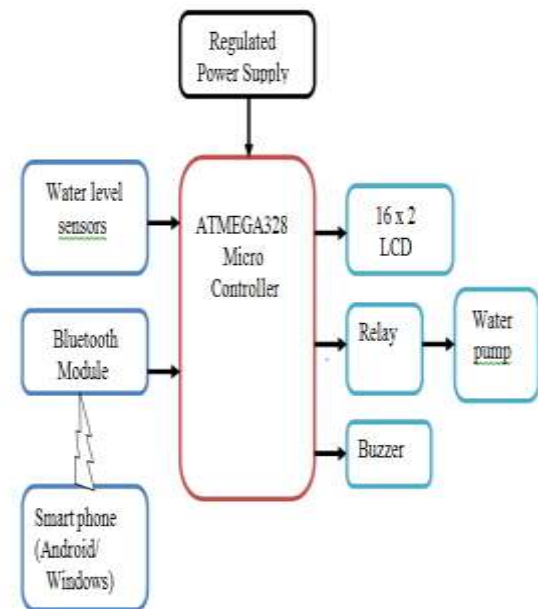 Regulated
Power Supply
Water level
sensors
ATMEGA328
Micro
Controller
16 x 2
LCD
Bluetooth
Module
Relay
Water
pump
Buzzer
Smart phone
(Android/
Windows)